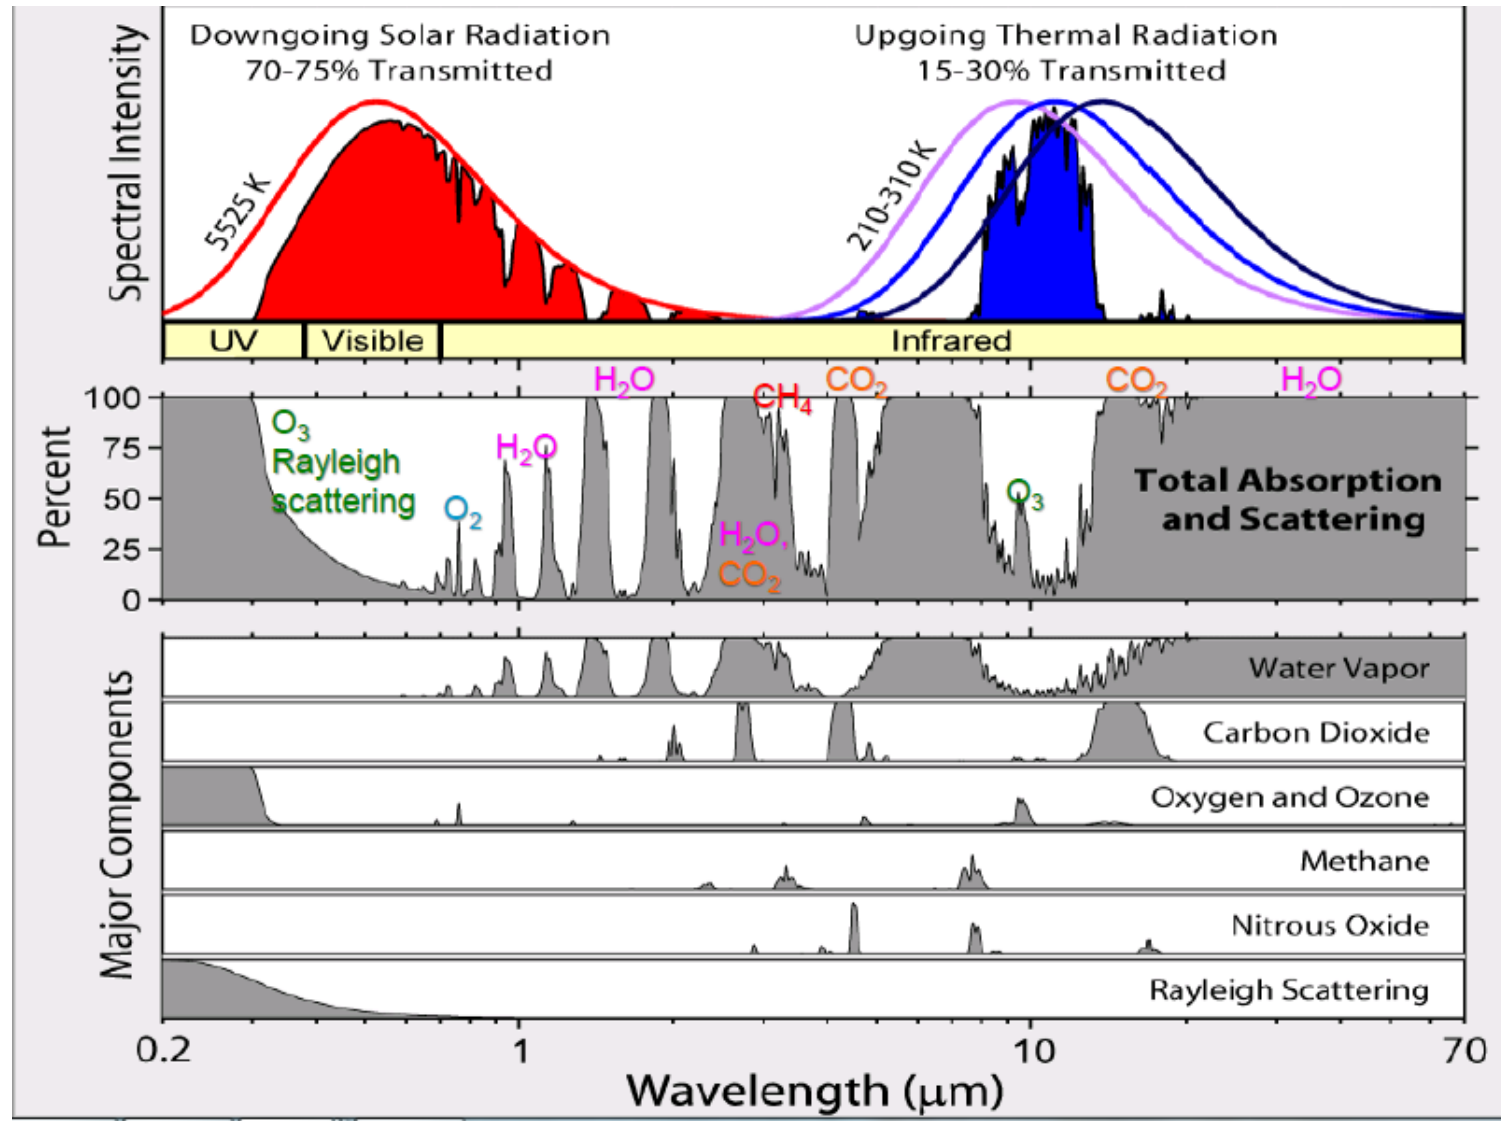 Downgoing Solar Radiation
70-75% Transmitted
Upgoing Thermal Radiation
15-30% Transmitted
Spectral Intensity
5525 K
210-310 K
UV
Visible
Infrared
H₂O
CH₄
CO₂
CO₂
H₂O
100
75
50
25
0
Percent
O₃
Rayleigh
scattering
O₂
H₂O
H₂O,
CO₂
O₃
Total Absorption
and Scattering
Major Components
Water Vapor
Carbon Dioxide
Oxygen and Ozone
Methane
Nitrous Oxide
Rayleigh Scattering
0.2
1
10
70
Wavelength (μm)